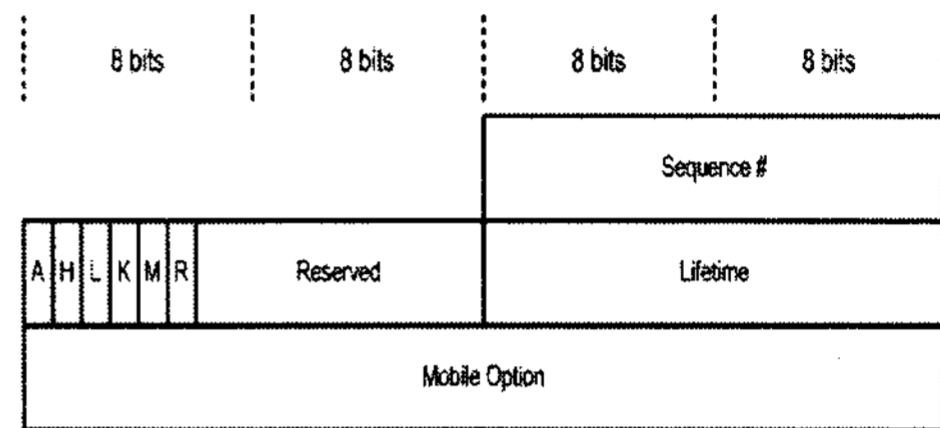 8 bits 8 bits 8 bits 8 bits
Sequence #
A H L K M R Reserved Lifetime
Mobile Option